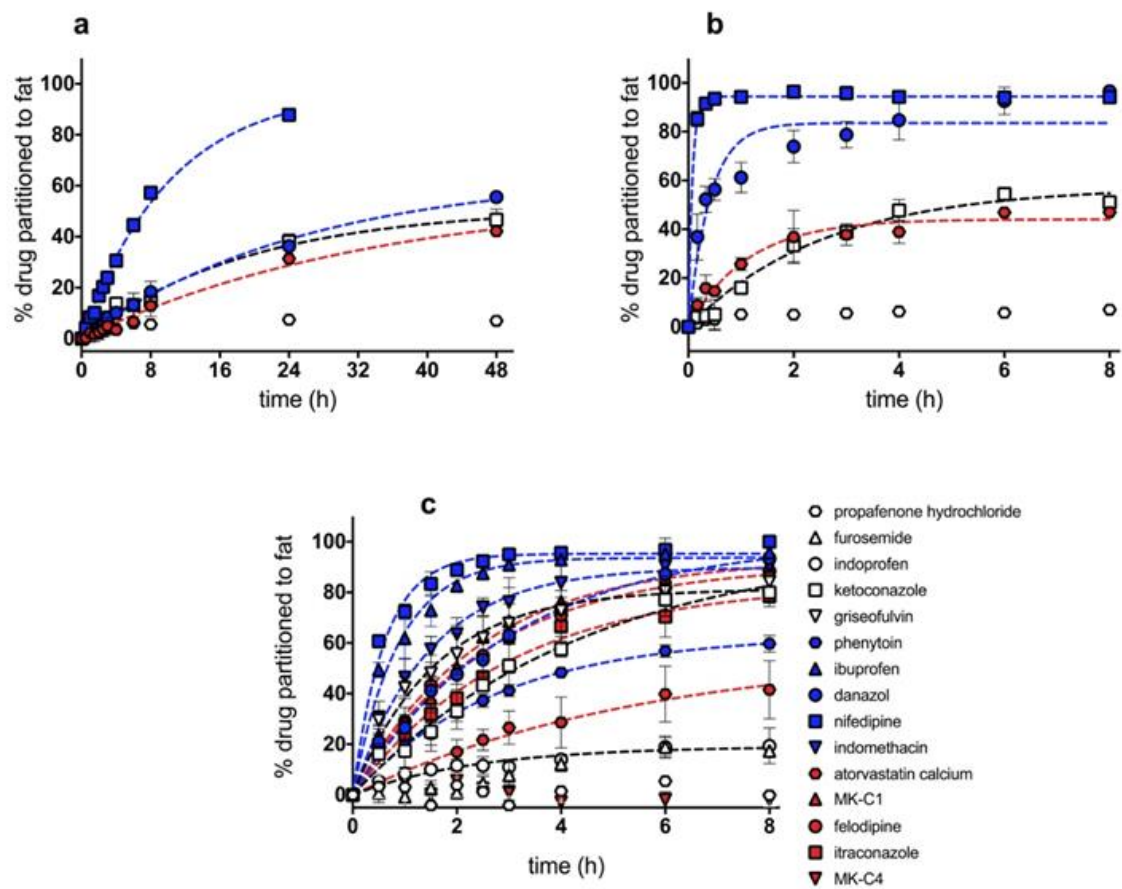 a
% drug partitioned to fat
100
80
60
40
20
0
0 8 16 24 32 40 48
time (h)
b
% drug partitioned to fat
100
80
60
40
20
0
0 2 4 6 8
time (h)
c
% drug partitioned to fat
100
80
60
40
20
0
0 2 4 6 8
time (h)
propafenone hydrochloride
furosemide
indoprofen
ketoconazole
griseofulvin
phenytoin
ibuprofen
danazol
nifedipine
indomethacin
atorvastatin calcium
MK-C1
felodipine
itraconazole
MK-C4